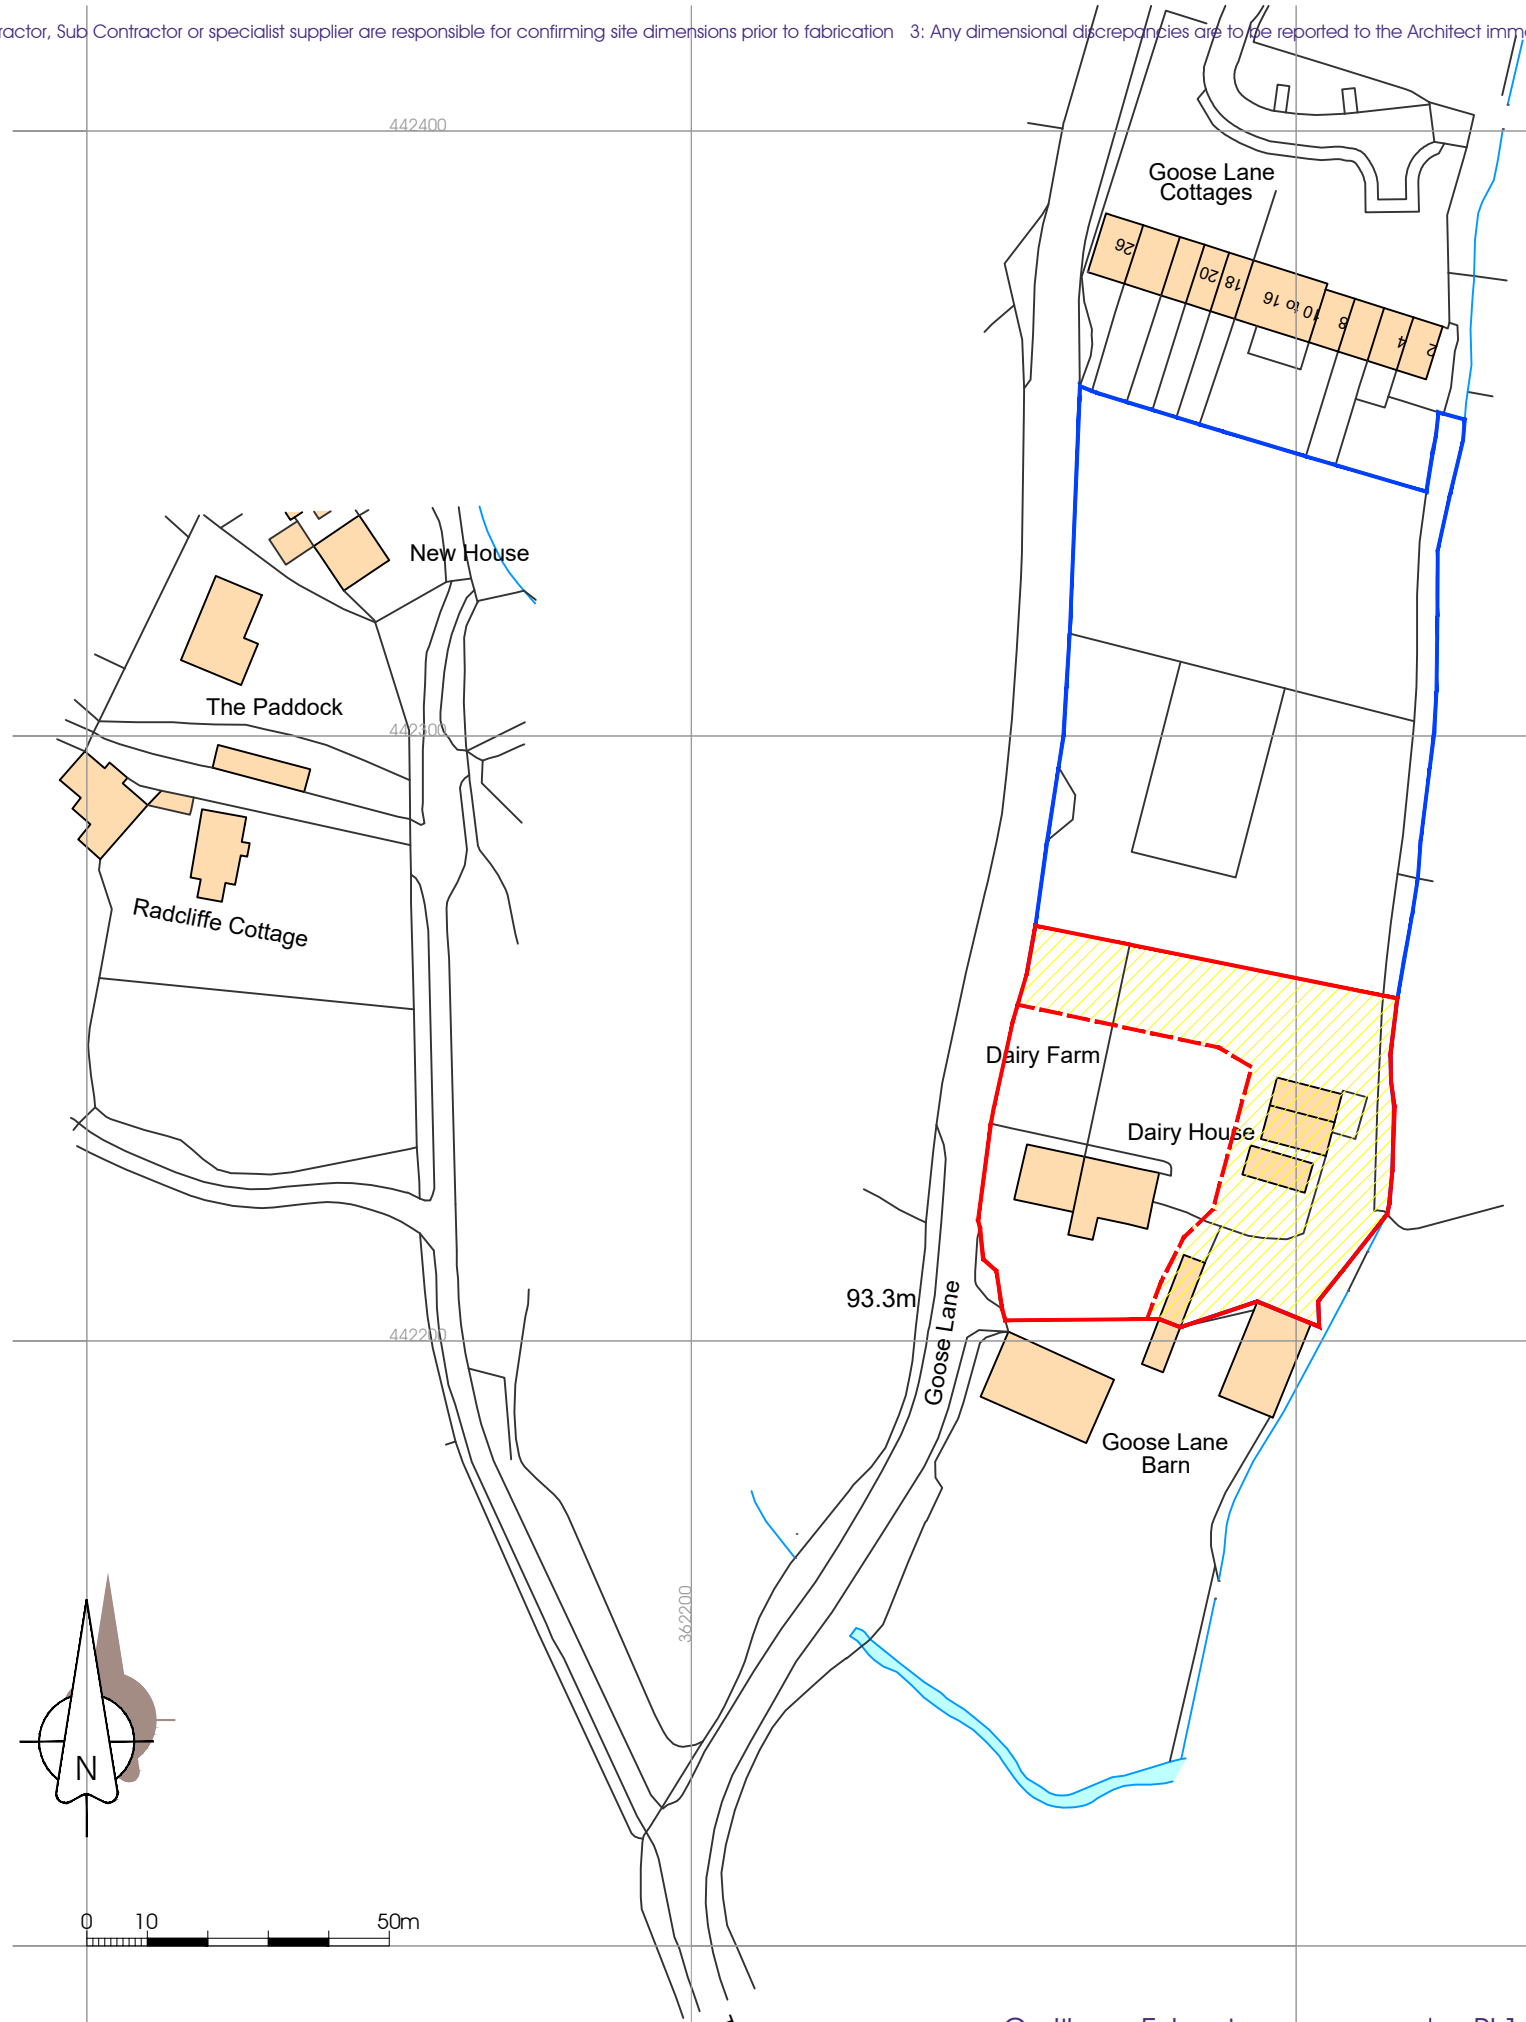 ractor, Sub Contractor or specialist supplier are responsible for confirming site dimensions prior to fabrication 3: Any dimensional discrepancies are to be reported to the Architect imm
442400
Goose Lane
Cottages
26
20
18
10 to 16
8
4
2
New House
The Paddock
442300
Radcliffe Cottage
Dairy Farm
Dairy House
93.3m
Goose Lane
442200
Goose Lane
Barn
362200
N
0 10 50m